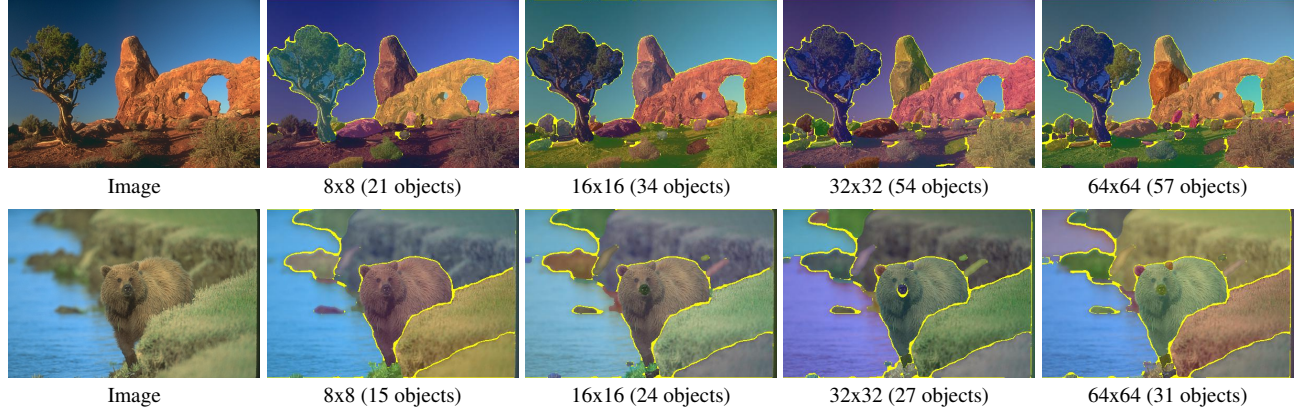 Image 8x8 (21 objects) 16x16 (34 objects) 32x32 (54 objects) 64x64 (57 objects)
Image 8x8 (15 objects) 16x16 (24 objects) 32x32 (27 objects) 64x64 (31 objects)